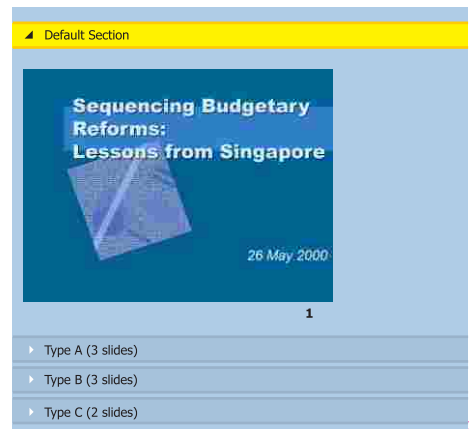 Default Section
Sequencing Budgetary
Reforms:
Lessons from Singapore
26 May 2000
1
Type A (3 slides)
Type B (3 slides)
Type C (2 slides)